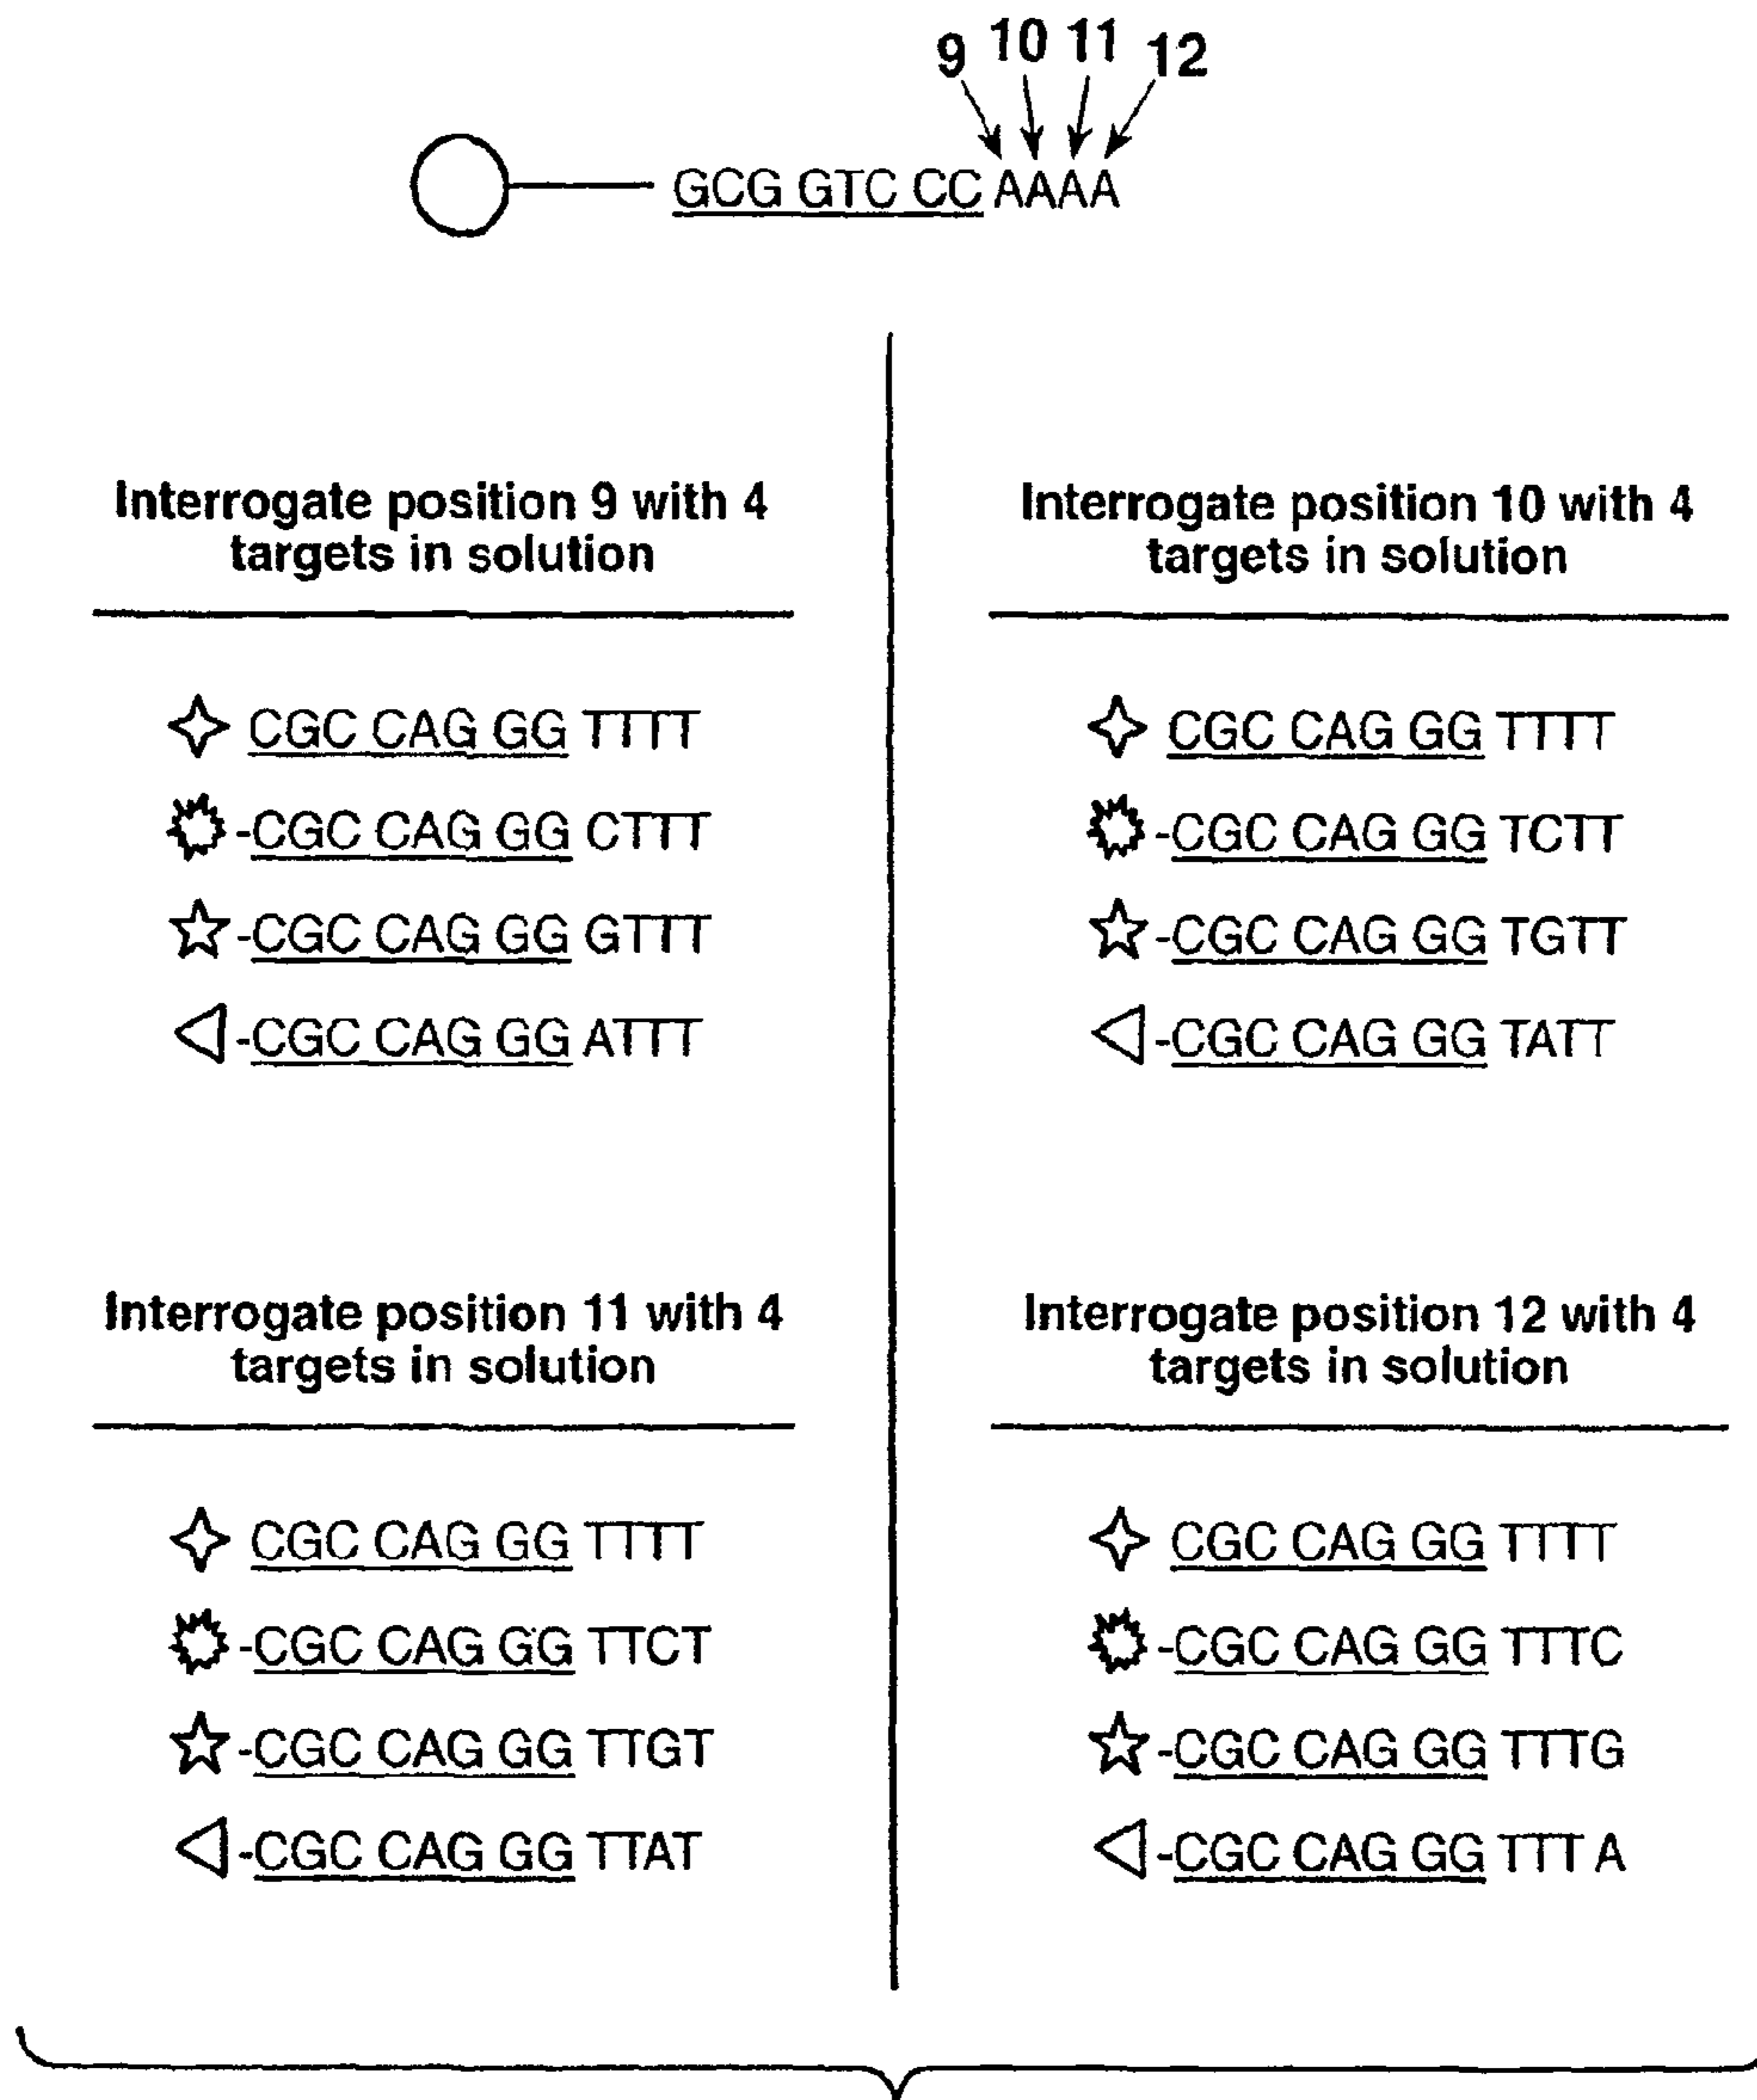 9 10 11 12
GCG GTC CC AAAA
Interrogate position 9 with 4
targets in solution
CGC CAG GG TTTT
-CGC CAG GG CTTT
-CGC CAG GG GTTT
-CGC CAG GG ATTT
Interrogate position 10 with 4
targets in solution
CGC CAG GG TTTT
-CGC CAG GG TCTT
-CGC CAG GG TGTT
-CGC CAG GG TATT
Interrogate position 11 with 4
targets in solution
CGC CAG GG TTTT
-CGC CAG GG TTCT
-CGC CAG GG TTGT
-CGC CAG GG TTAT
Interrogate position 12 with 4
targets in solution
CGC CAG GG TTTT
-CGC CAG GG TTTC
-CGC CAG GG TTTG
-CGC CAG GG TTT A